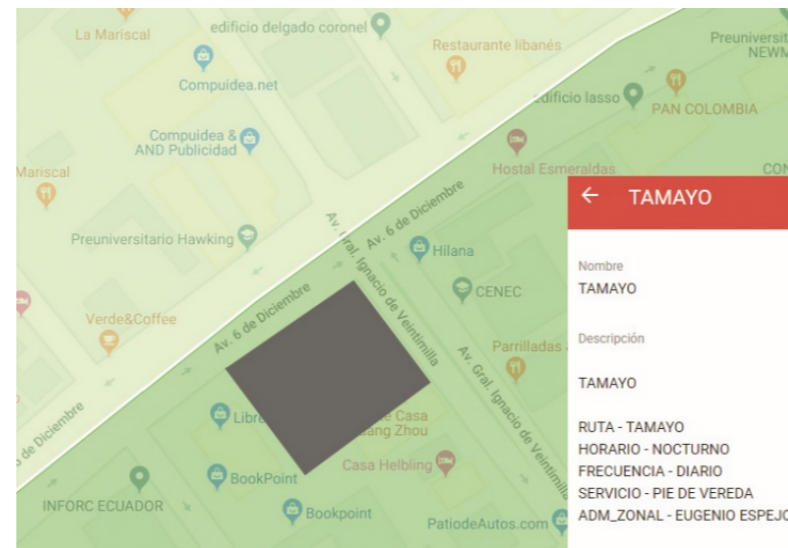 La Mariscal
edificio delgado coronel
Restaurante libanés
Compuidea.net
edificio lasso
PAN COLOMBIA
Compuidea &
AND Publicidad
Hostal Esmeraldas
Mariscal
Preuniversitario Hawking
Av. 6 de Diciembre
Av. Gral. Ignacio de Veintimilla
Hilana
CENEC
Verde&Coffee
Av. 6 de Diciembre
Parrilladas
Av. Gral. Ignacio de Veintimilla
de Diciembre
Casa
Zhou
Casa Helbling
BookPoint
INFORC ECUADOR
Bookpoint
PatiodeAutos.com
← TAMAYO
Nombre
TAMAYO
Descripción
TAMAYO
RUTA - TAMAYO
HORARIO - NOCTURNO
FRECUENCIA - DIARIO
SERVICIO - PIE DE VEREDA
ADM_ZONAL - EUGENIO ESPEJO